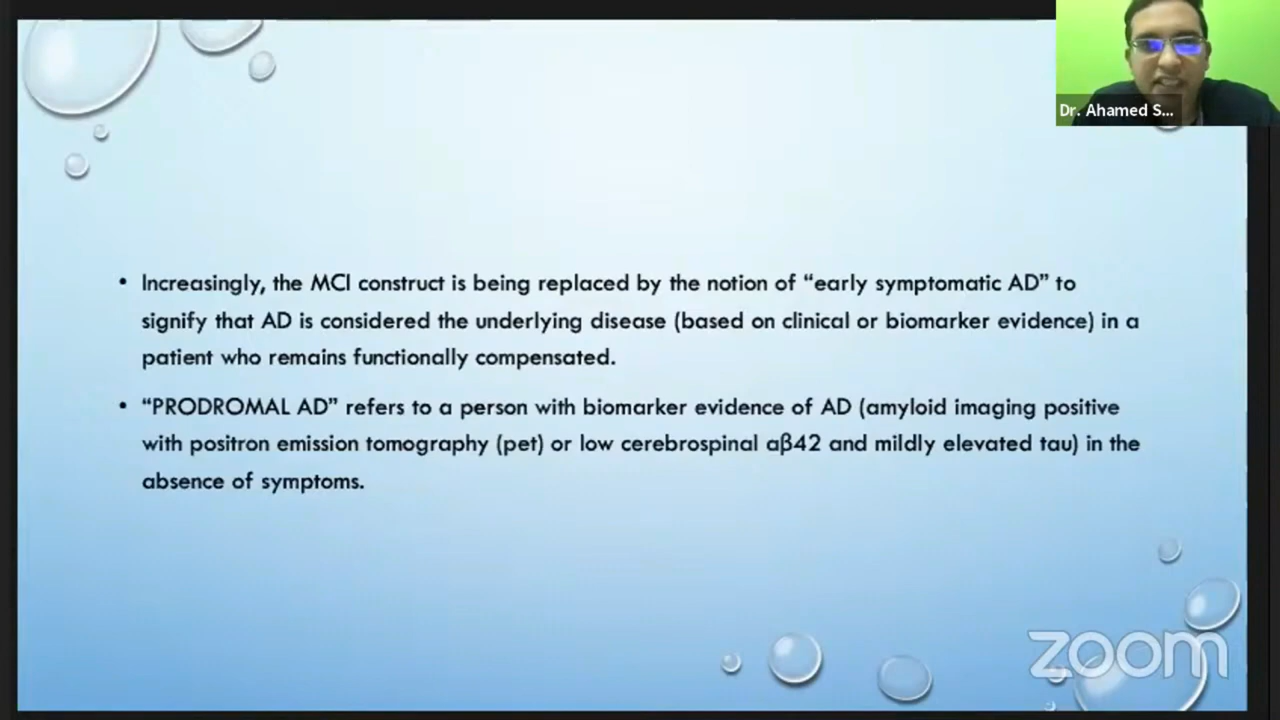 Dr. Ahamed S...
• Increasingly, the MCI construct is being replaced by the notion of “early symptomatic AD” to
signify that AD is considered the underlying disease (based on clinical or biomarker evidence) in a
patient who remains functionally compensated.
• “PRODROMAL AD” refers to a person with biomarker evidence of AD (amyloid imaging positive
with positron emission tomography (pet) or low cerebrospinal aβ42 and mildly elevated tau) in the
absence of symptoms.
zoom